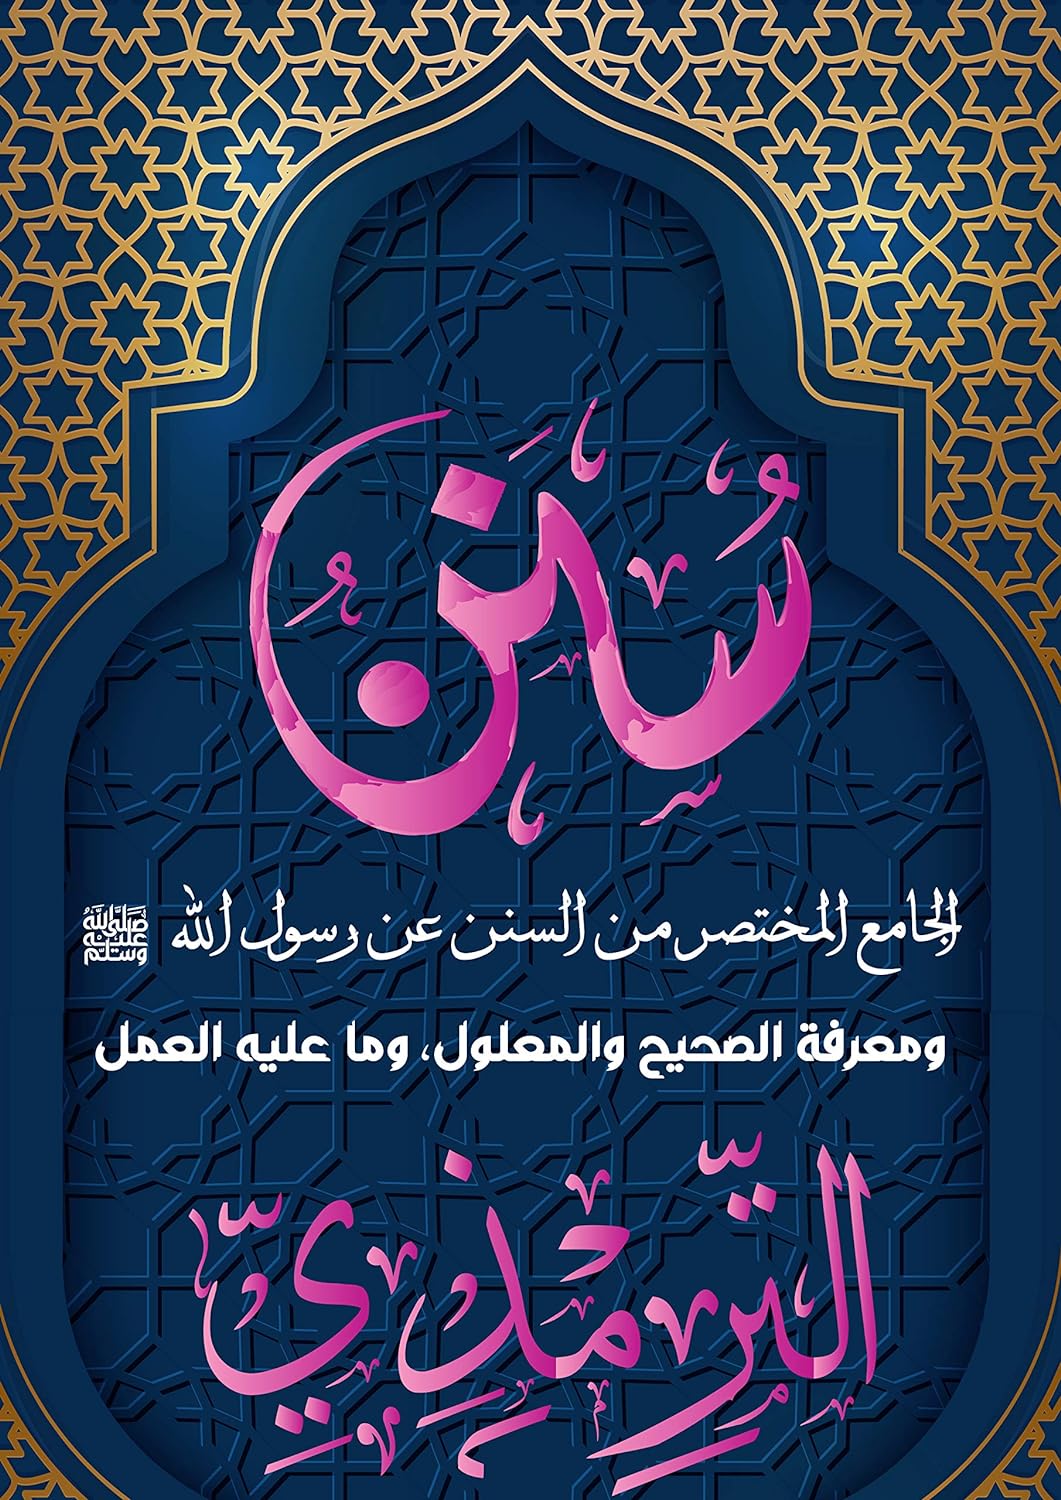 سُنَن
الجامع المختصر من السنن عن رسول الله ﷺ
ومعرفة الصحيح والمعلول، وما عليه العمل
التِّرمِذِيّ